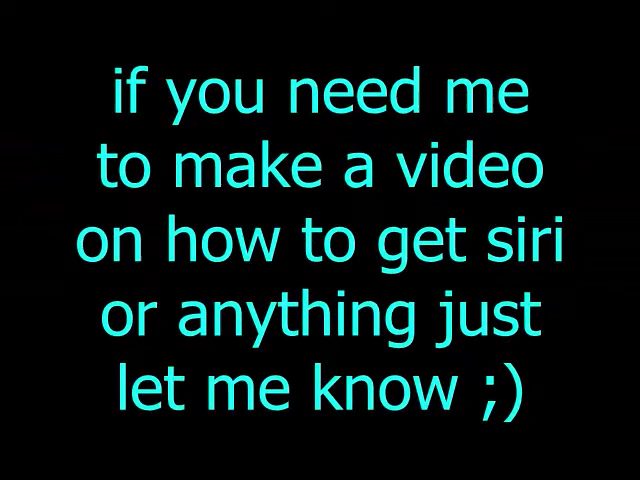 if you need me
to make a video
on how to get siri
or anything just
let me know ;)